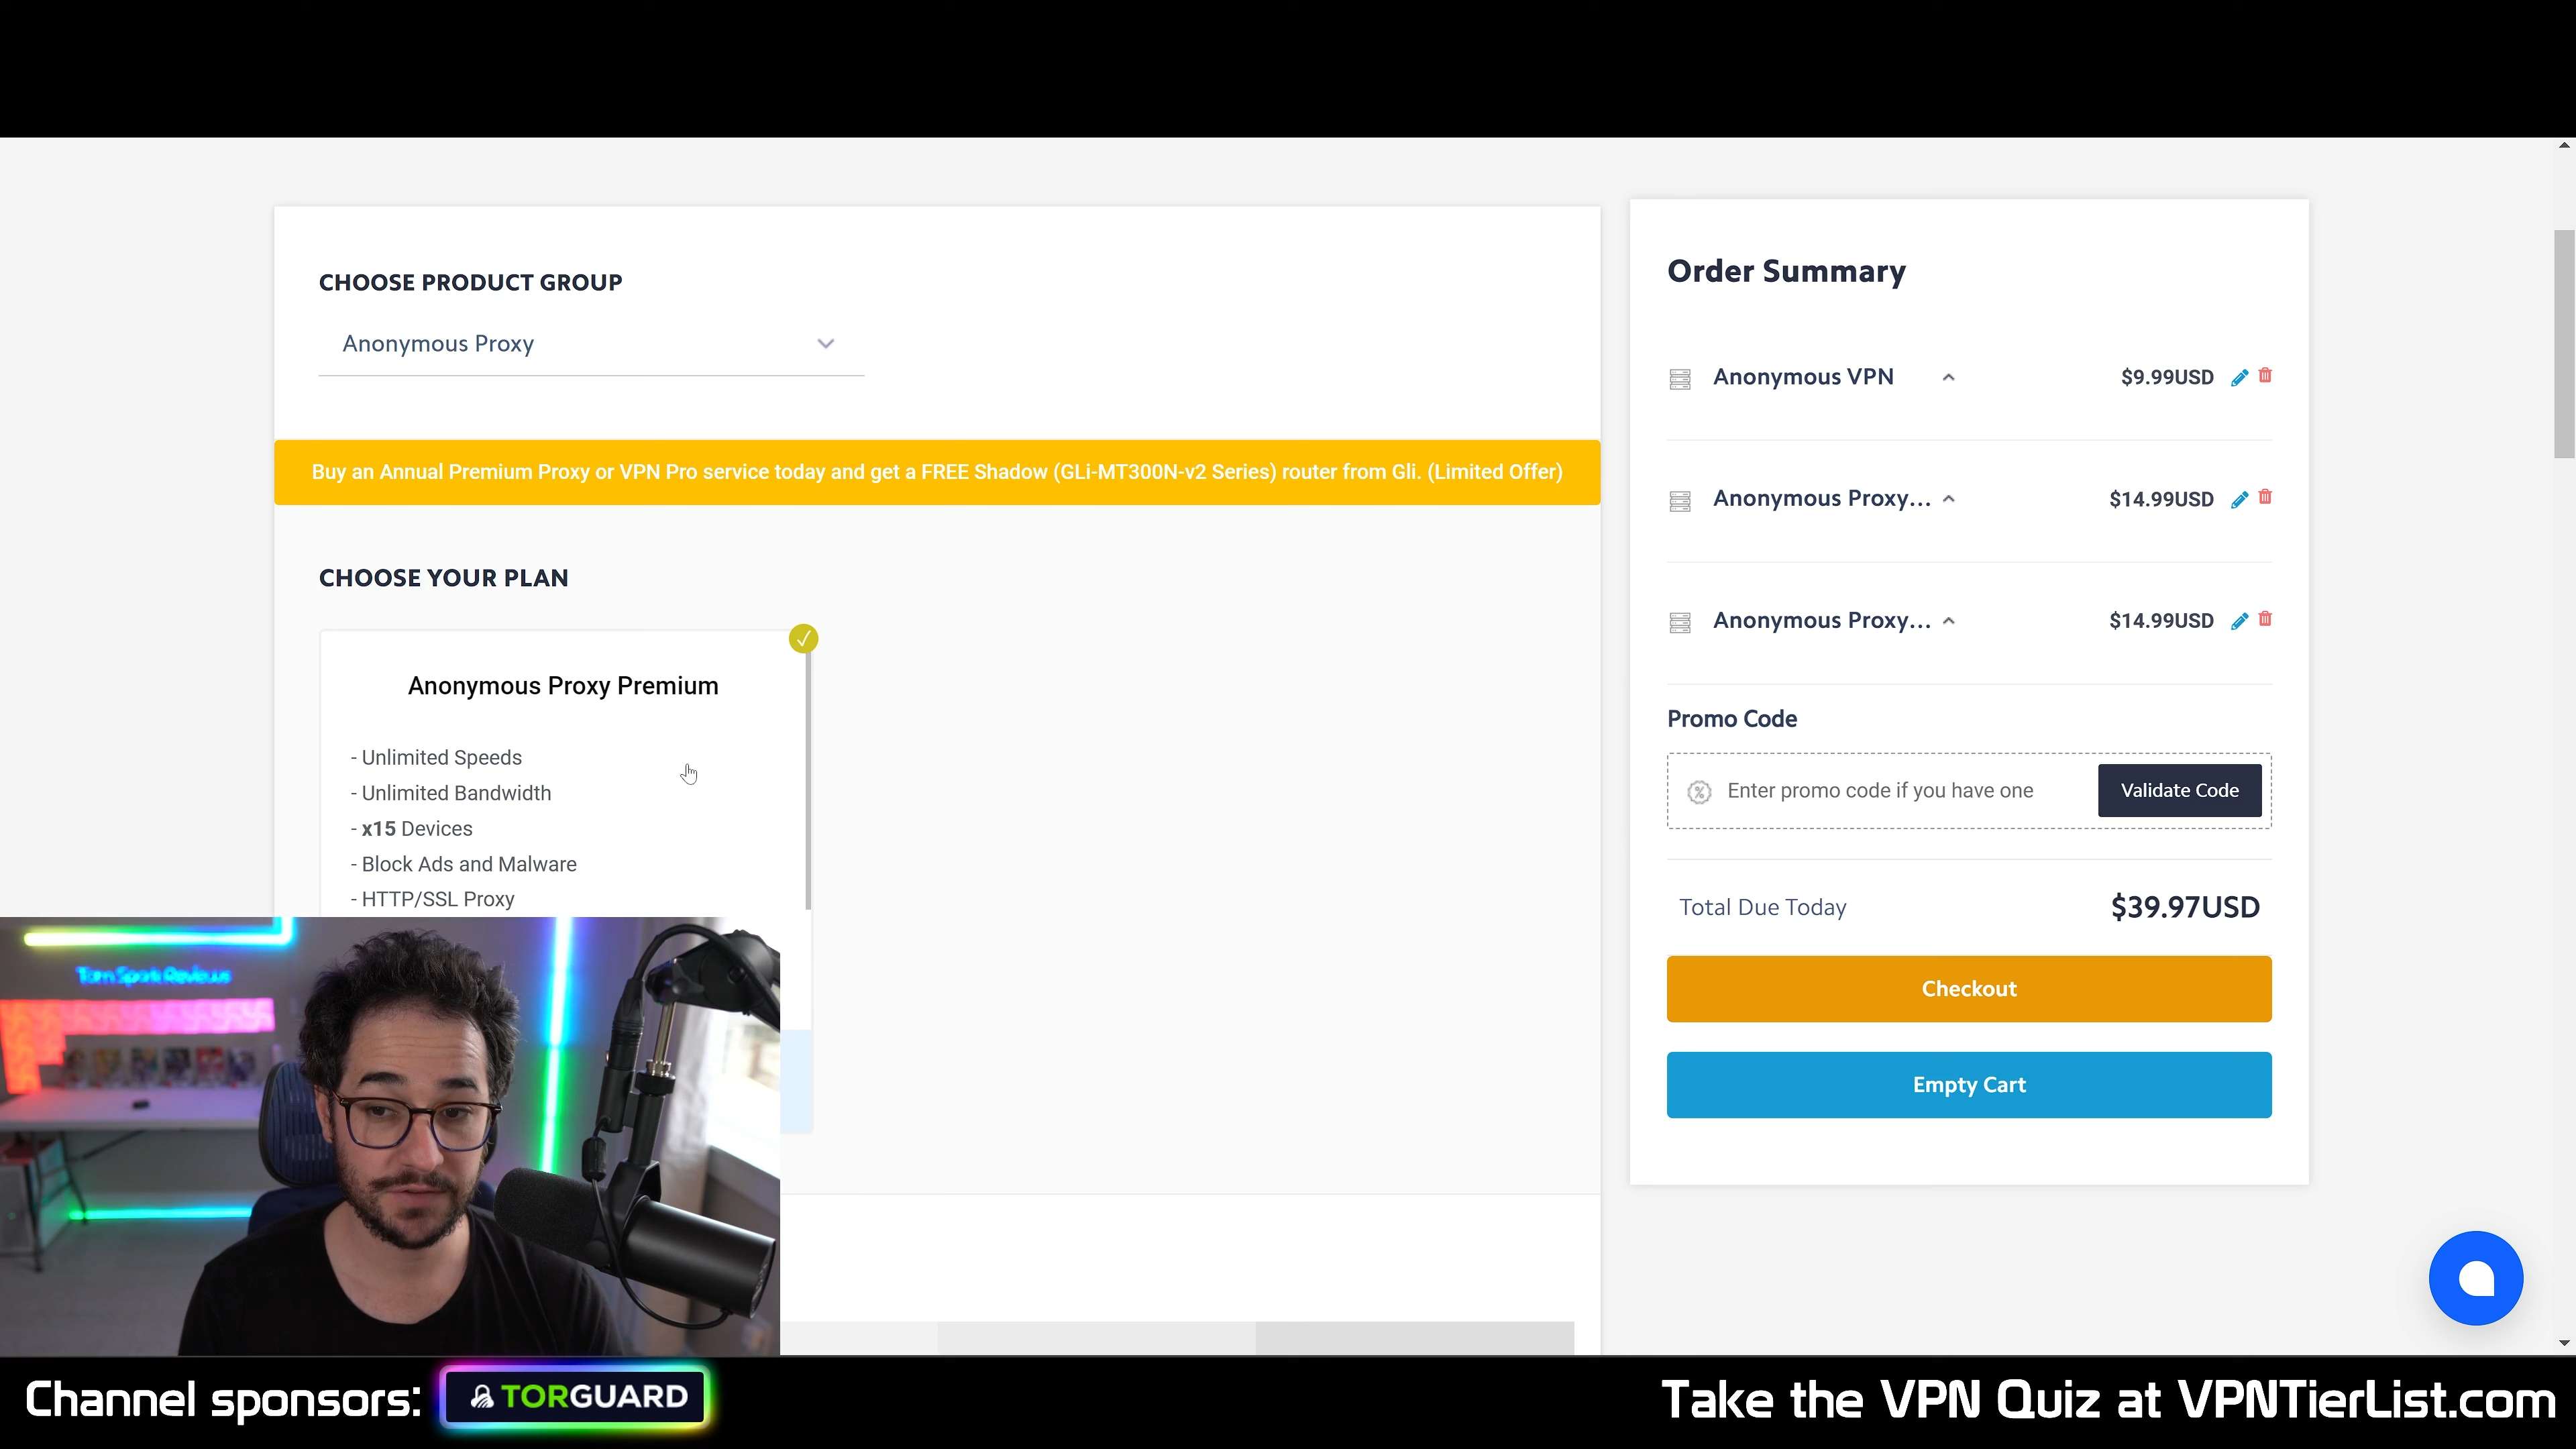 CHOOSE PRODUCT GROUP
Anonymous Proxy
Buy an Annual Premium Proxy or VPN Pro service today and get a FREE Shadow (GLi-MT300N-v2 Series) router from Gli. (Limited Offer)
CHOOSE YOUR PLAN
Anonymous Proxy Premium
- Unlimited Speeds
- Unlimited Bandwidth
- x15 Devices
- Block Ads and Malware
- HTTP/SSL Proxy
Order Summary
Anonymous VPN $9.99USD
Anonymous Proxy... $14.99USD
Anonymous Proxy... $14.99USD
Promo Code
Enter promo code if you have one Validate Code
Total Due Today $39.97USD
Checkout
Empty Cart
Tom Spark Reviews
Channel sponsors: TORGUARD
Take the VPN Quiz at VPNTierList.com